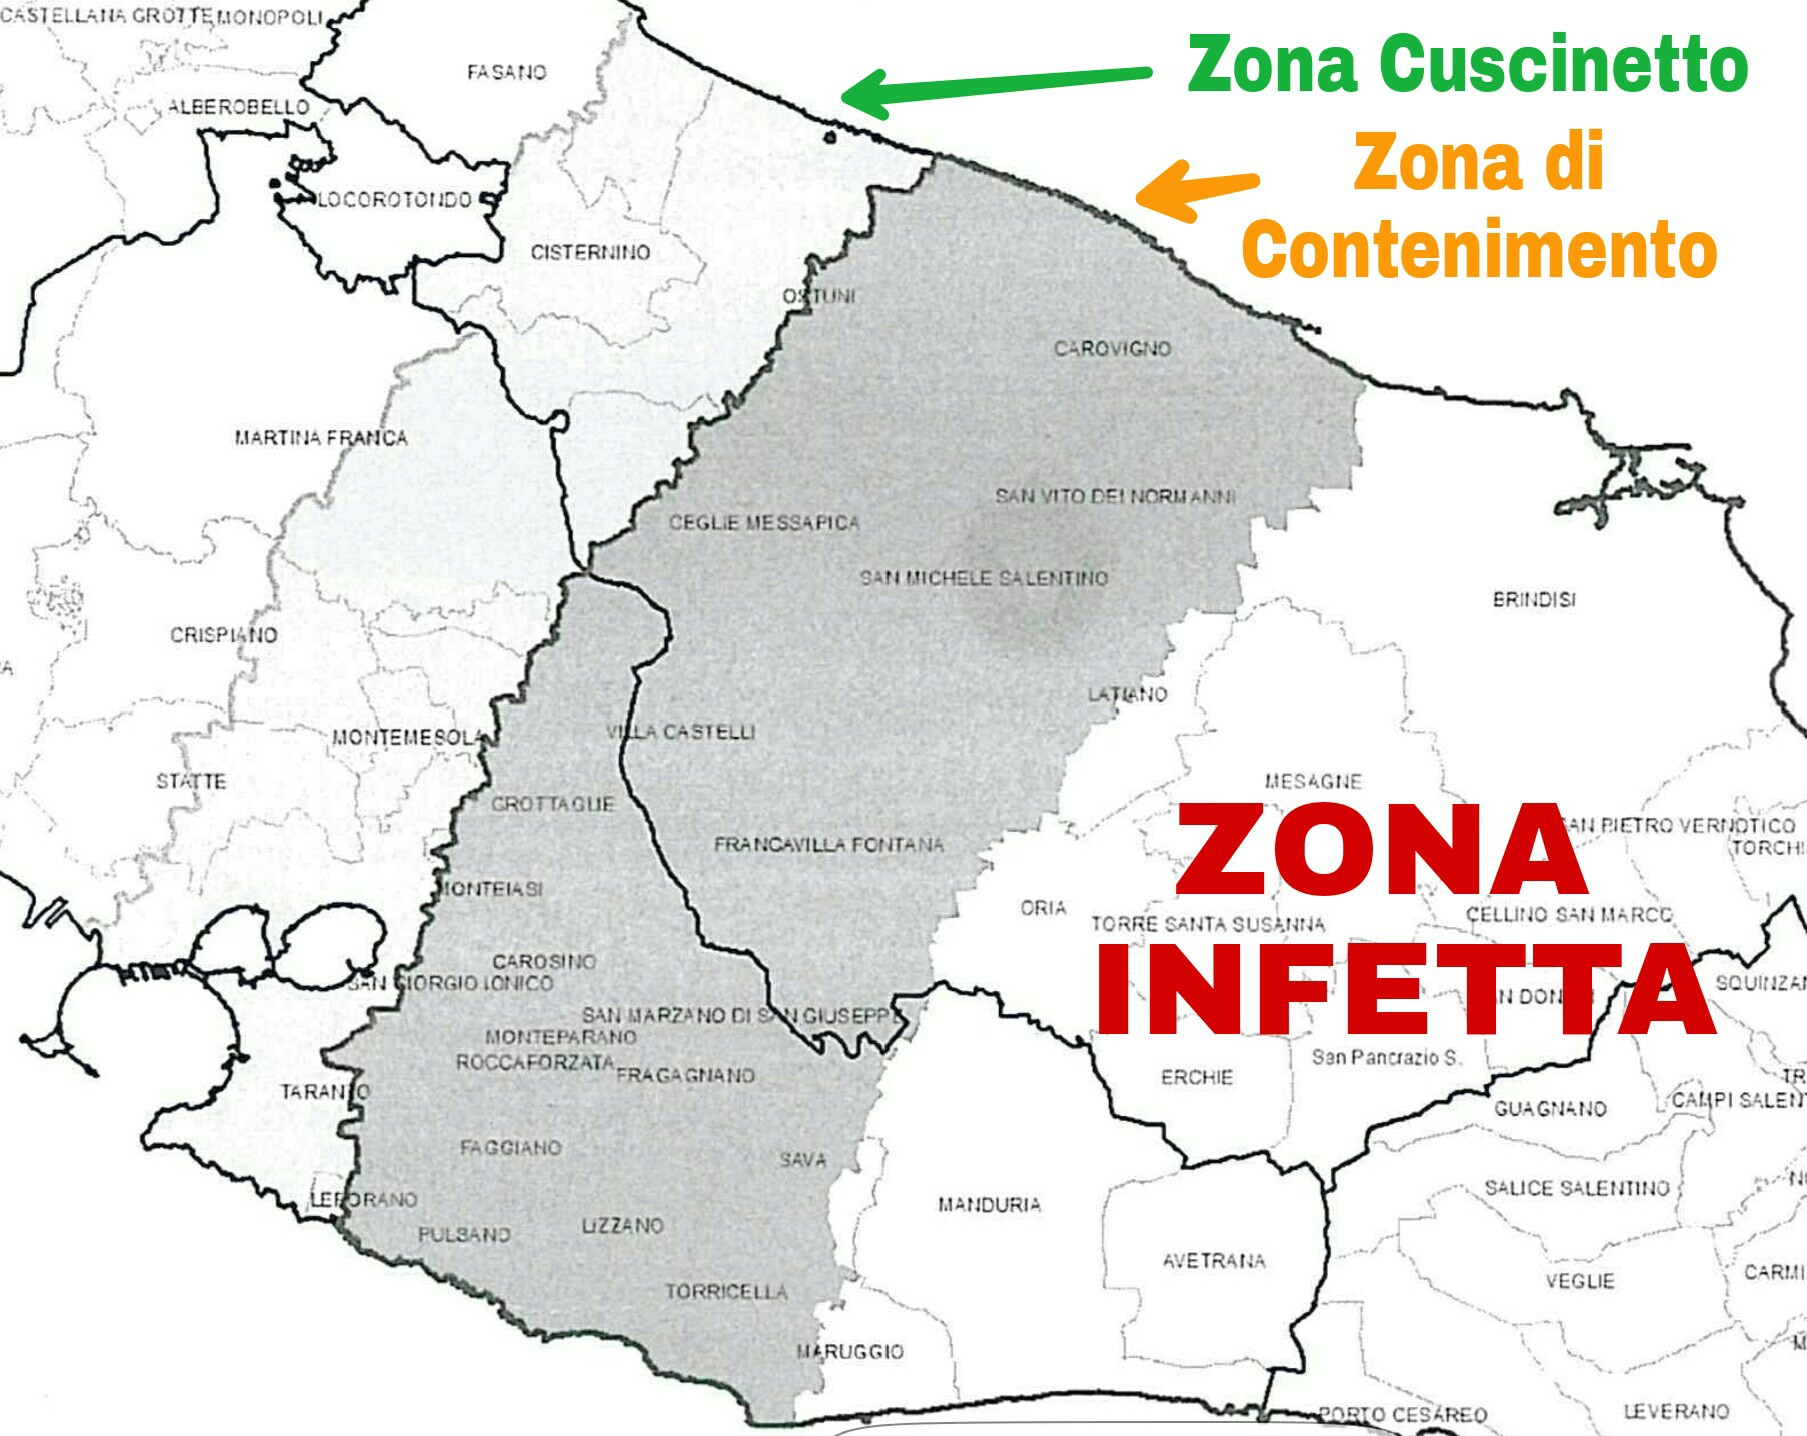 CASTELLANA GROTTE
MONOPOLI
FASANO
Zona Cuscinetto
ALBEROBELLO
Zona di
Contenimento
LOCOROTONDO
CISTERNINO
OSTUNI
CAROVIGNO
MARTINA FRANCA
SAN VITO DEI NORMANNI
CEGLIE MESSAPICA
SAN MICHELE SALENTINO
BRINDISI
CRISPIANO
LATIANO
VILLA CASTELLI
MONTEMESOLA
STATTE
MESAGNE
GROTTAGLIE
ZONA
INFETTA
SAN PIETRO VERNOTICO
TORCHI
FRANCAVILLA FONTANA
MONTEIASI
ORIA
TORRE SANTA SUSANNA
CELLINO SAN MARCO
CAROSINO
SAN GIORGIO IONICO
SQUINZAN
SAN MARZANO DI SAN GIUSEPPE
MONTEPARANO
ROCCAFORZATA
FRAGAGNANO
San Pancrazio S.
ERCHIE
TARANTO
GUAGNANO
CAMPI SALENT
FAGGIANO
SAVA
SALICE SALENTINO
LEPORANO
MANDURIA
PULSANO
LIZZANO
AVETRANA
VEGLIE
CARMI
TORRICELLA
MARUGGIO
PORTO CESAREO
LEVERANO